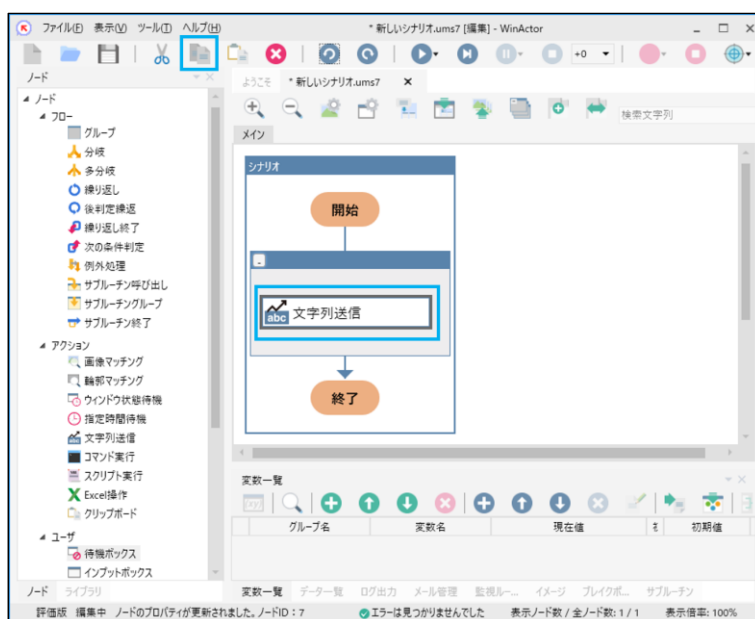 ファイル(F) 表示(V) ツール(T) ヘルプ(H) * 新しいシナリオ.ums7 [編集] - WinActor
+0
ノード
ようこそ * 新しいシナリオ.ums7
検索文字列
メイン
ノード
フロー
グループ
分岐
多分岐
繰り返し
後判定繰返
繰り返し終了
次の条件判定
例外処理
サブルーチン呼び出し
サブルーチングループ
サブルーチン終了
アクション
画像マッチング
輪郭マッチング
ウィンドウ状態待機
指定時間待機
文字列送信
コマンド実行
スクリプト実行
Excel操作
クリップボード
ユーザ
待機ボックス
インプットボックス
ノード ライブラリ
シナリオ
開始
abc 文字列送信
終了
変数一覧
グループ名 変数名 現在値 初期値
変数一覧 データ一覧 ログ出力 メール管理 監視ルー... イメージ ブレイクポ... サブルーチン
評価版 編集中 ノードのプロパティが更新されました。ノードID : 7 エラーは見つかりませんでした 表示ノード数 / 全ノード数: 1 / 1 表示倍率: 100%